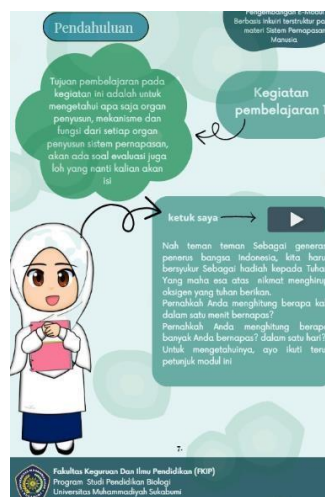 Pendahuluan
Pengembangan E-Modul
Berbasis Inkuiri terstruktur pa
materi Sistem Pernapasan
Manusia
Tujuan pembelajaran pada
kegiatan ini adalah untuk
mengetahui apa saja organ
penyusun, mekanisme dan
fungsi dari setiap organ
penyusun sistem pernapasan,
akan ada soal evaluasi juga
loh yang nanti kalian akan
isi
Kegiatan
pembelajaran 1
ketuk saya
Nah teman teman Sebagai generas
penerus bangsa Indonesia, kita haru
bersyukur Sebagai hadiah kepada Tuha
Yang maha esa atas nikmat menghirup
oksigen yang tuhan berikan.
Pernahkah Anda menghitung berapa ka
dalam satu menit bernapas?
Pernahkah Anda menghitung berapa
banyak Anda bernapas? dalam satu hari?
Untuk mengetahuinya, ayo ikuti teru
petunjuk modul ini
7.
Fakultas Keguruan Dan Ilmu Pendidikan (FKIP)
Program Studi Pendidikan Biologi
Universitas Muhammadiyah Sukabumi